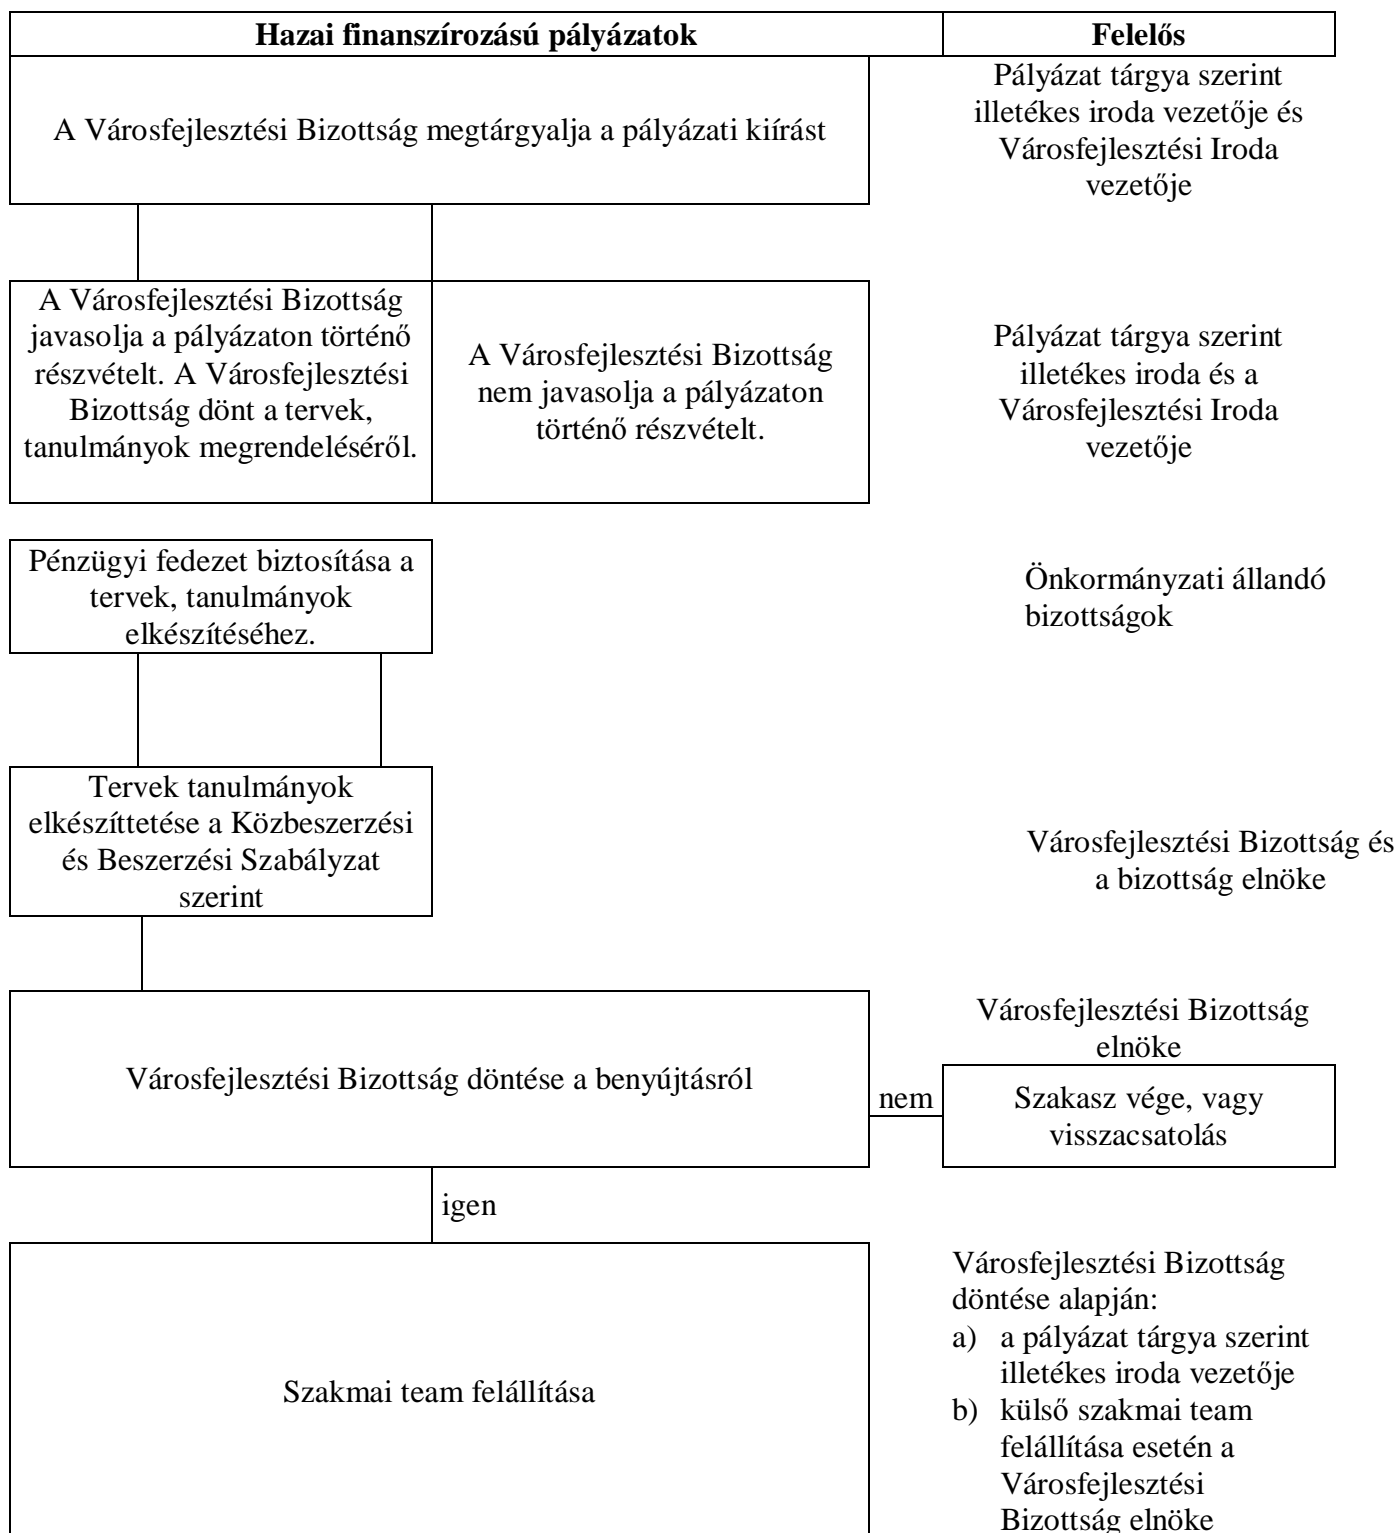 Hazai finanszírozású pályázatok
Felelős
A Városfejlesztési Bizottság megtárgyalja a pályázati kiírást
Pályázat tárgya szerint
illetékes iroda vezetője és
Városfejlesztési Iroda
vezetője
A Városfejlesztési Bizottság
javasolja a pályázaton történő
részvételt. A Városfejlesztési
Bizottság dönt a tervek,
tanulmányok megrendeléséről.
A Városfejlesztési Bizottság
nem javasolja a pályázaton
történő részvételt.
Pályázat tárgya szerint
illetékes iroda és a
Városfejlesztési Iroda
vezetője
Pénzügyi fedezet biztosítása a
tervek, tanulmányok
elkészítéséhez.
Önkormányzati állandó
bizottságok
Tervek tanulmányok
elkészíttetése a Közbeszerzési
és Beszerzési Szabályzat
szerint
Városfejlesztési Bizottság és
a bizottság elnöke
Városfejlesztési Bizottság döntése a benyújtásról
Városfejlesztési Bizottság
elnöke
nem
Szakasz vége, vagy
visszacsatolás
igen
Szakmai team felállítása
Városfejlesztési Bizottság
döntése alapján:
a) a pályázat tárgya szerint
illetékes iroda vezetője
b) külső szakmai team
felállítása esetén a
Városfejlesztési
Bizottság elnöke